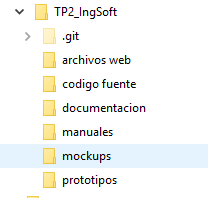 TP2_IngSoft
.git
archivos web
codigo fuente
documentacion
manuales
mockups
prototipos